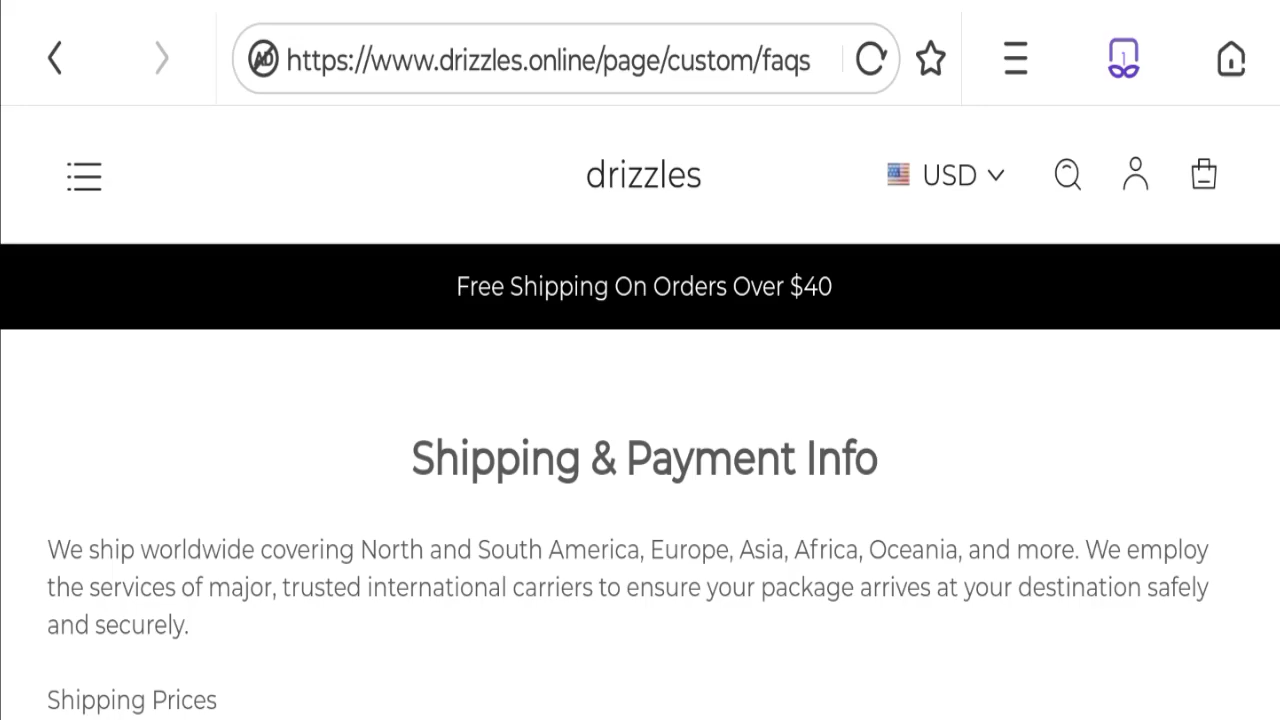 https://www.drizzles.online/page/custom/faqs
1
drizzles
USD
Free Shipping On Orders Over $40
Shipping & Payment Info
We ship worldwide covering North and South America, Europe, Asia, Africa, Oceania, and more. We employ
the services of major, trusted international carriers to ensure your package arrives at your destination safely
and securely.
Shipping Prices